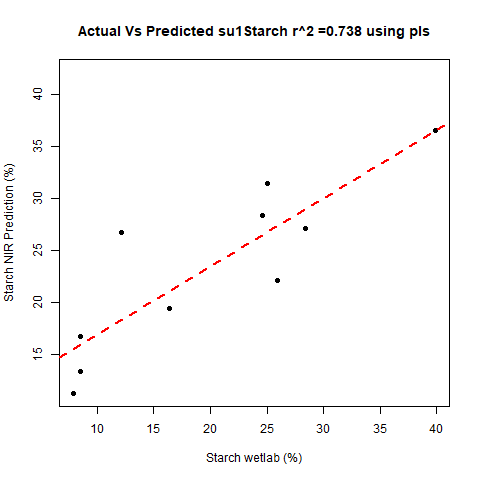 Actual Vs Predicted su1Starch r^2 =0.738 using pls
Starch NIR Prediction (%)
40
35
30
25
20
15
10 15 20 25 30 35 40
Starch wetlab (%)